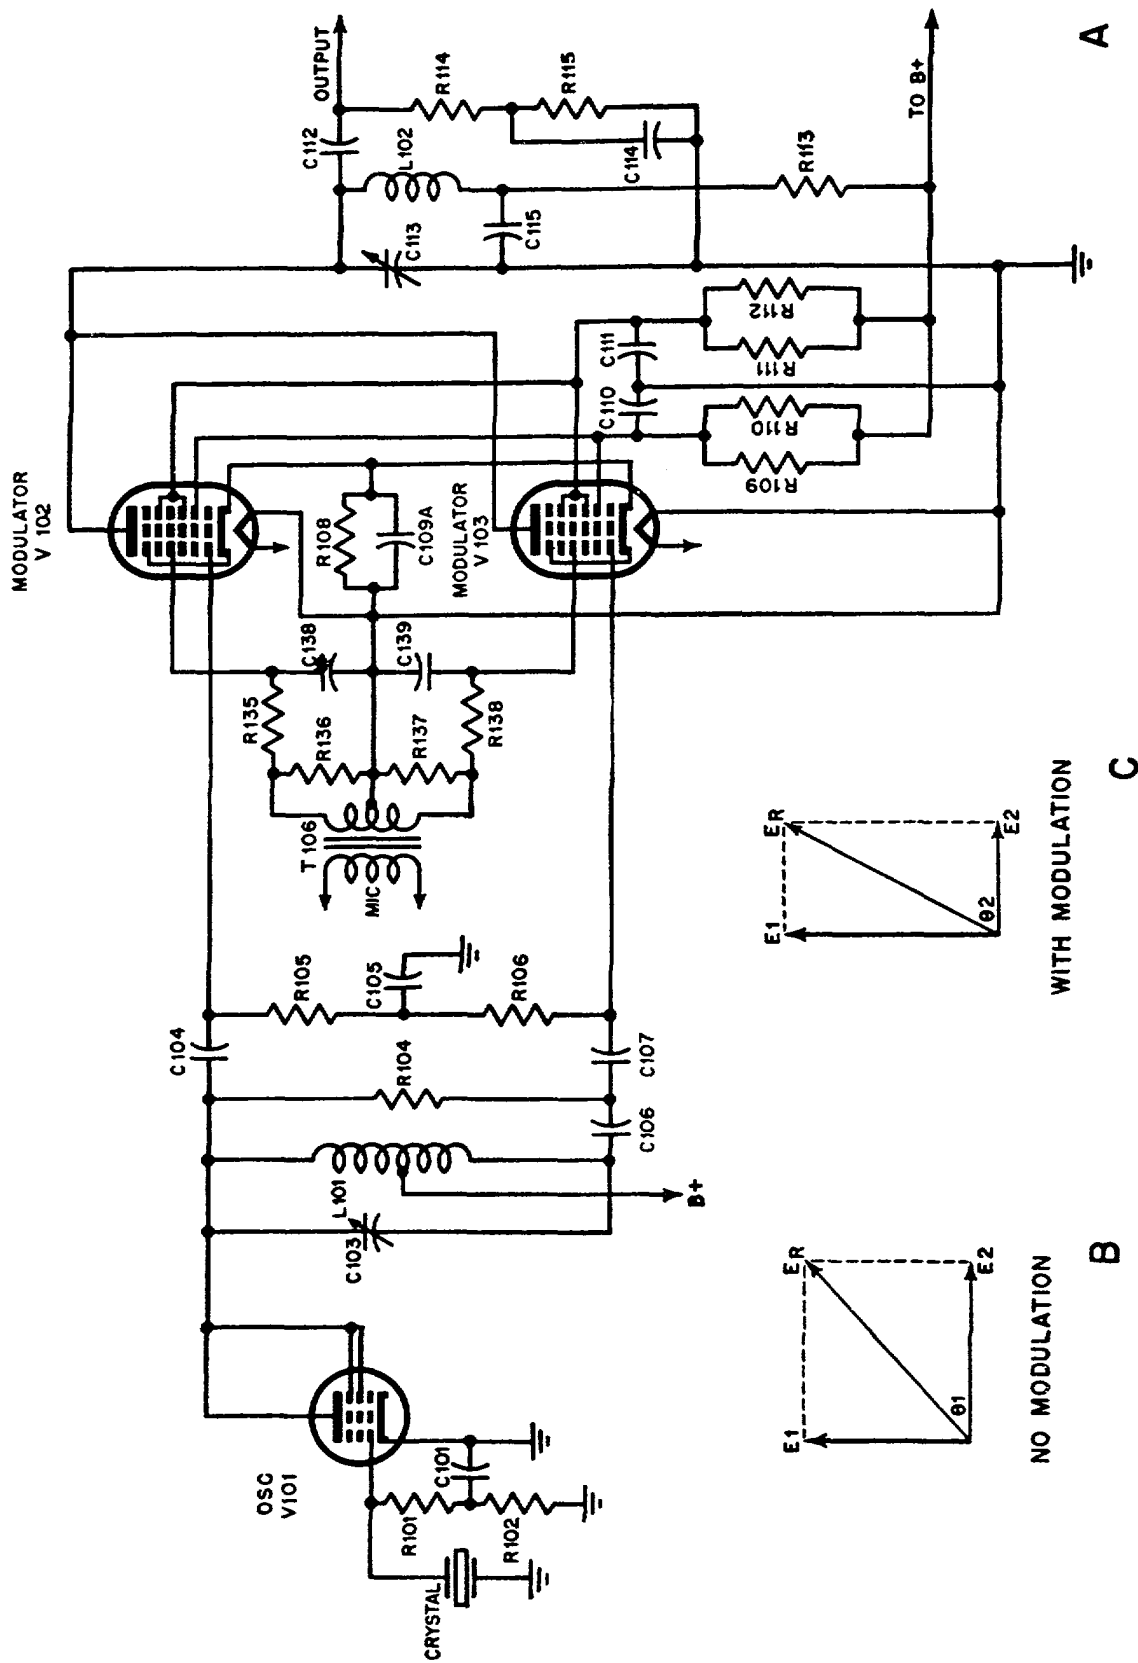 A
OUTPUT
TO B+
R114
R115
C112
L102
C114
R113
C113
C115
R112
R111
C111
C110
R110
R109
MODULATOR
V 102
MODULATOR
V 103
R108
C109A
C138
C139
R135
R136
R137
R138
T106
MIC
R105
C105
R106
C104
R104
C107
C106
L101
C103
B+
OSC
V101
C101
R101
R102
CRYSTAL
B
NO MODULATION
E1
ER
E2
θ1
C
WITH MODULATION
E1
ER
E2
θ2